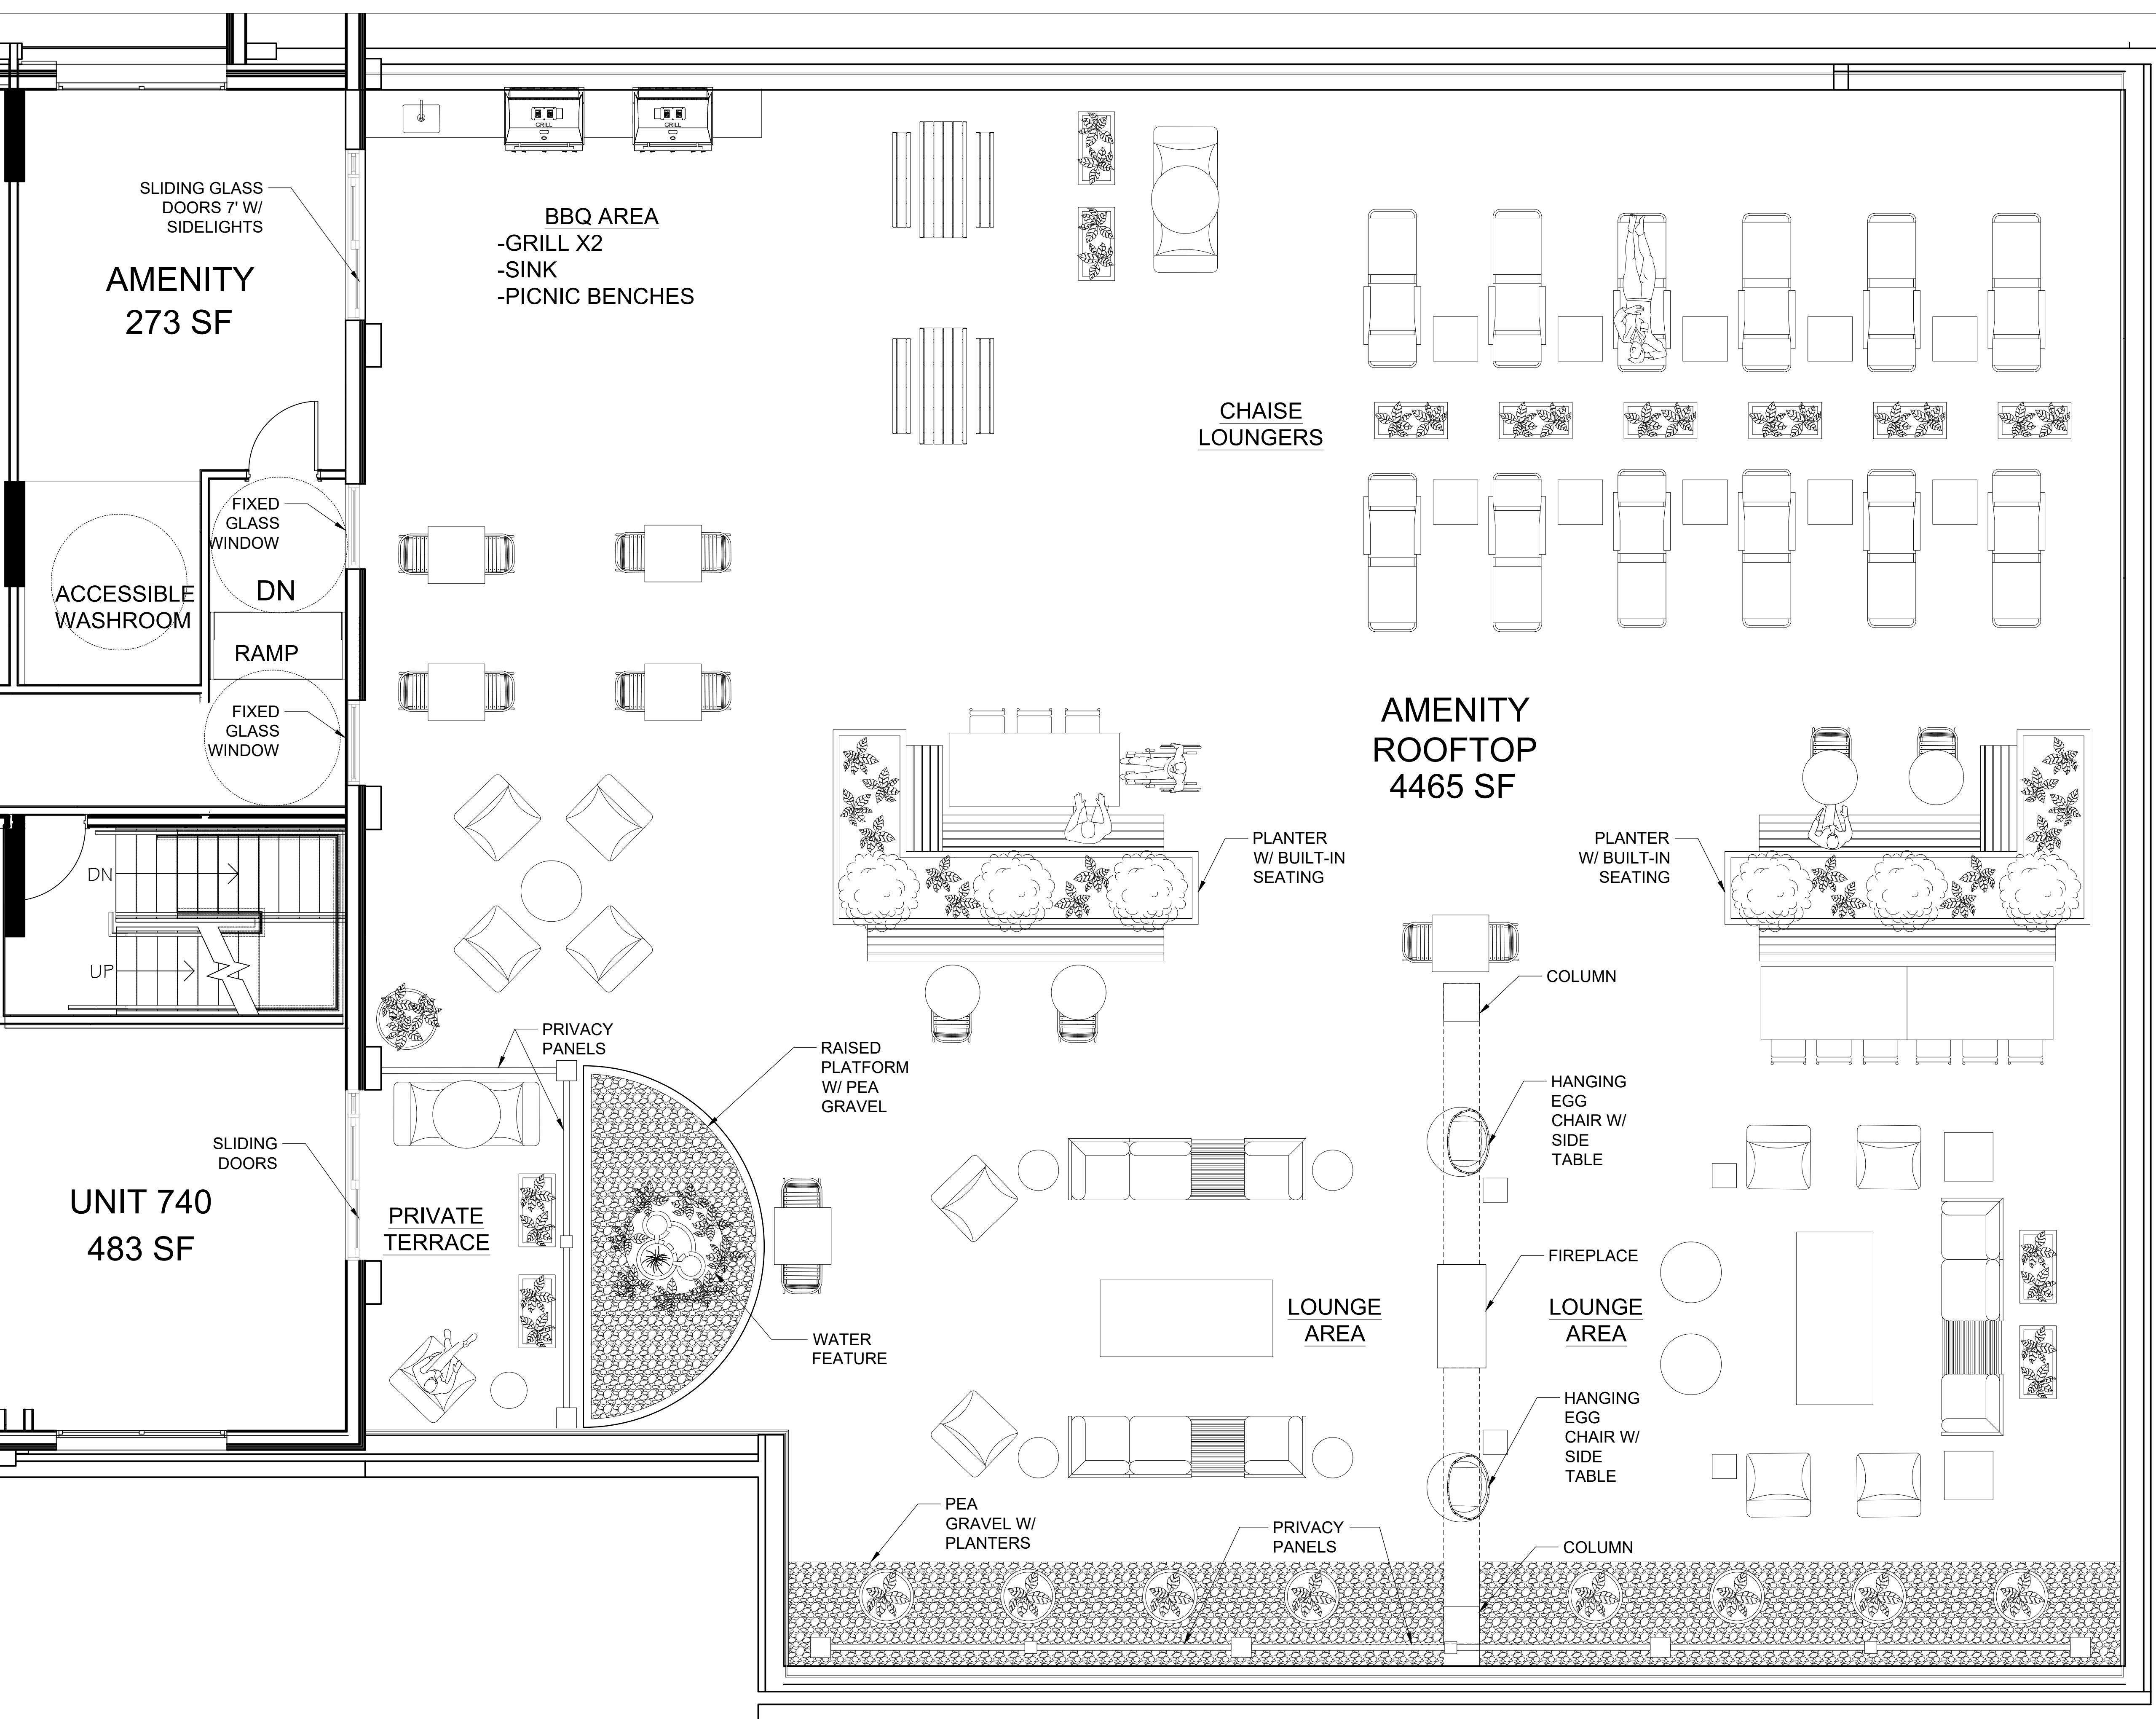 GRILL
GRILL
SLIDING GLASS
DOORS 7' W/
SIDELIGHTS
BBQ AREA
-GRILL X2
-SINK
-PICNIC BENCHES
AMENITY
273 SF
CHAISE
LOUNGERS
FIXED
GLASS
WINDOW
DN
ACCESSIBLE
WASHROOM
RAMP
FIXED
GLASS
WINDOW
AMENITY
ROOFTOP
4465 SF
PLANTER
W/ BUILT-IN
SEATING
PLANTER
W/ BUILT-IN
SEATING
DN
UP
COLUMN
PRIVACY
PANELS
RAISED
PLATFORM
W/ PEA
GRAVEL
HANGING
EGG
CHAIR W/
SIDE
TABLE
SLIDING
DOORS
UNIT 740
483 SF
PRIVATE
TERRACE
FIREPLACE
LOUNGE
AREA
LOUNGE
AREA
WATER
FEATURE
HANGING
EGG
CHAIR W/
SIDE
TABLE
PEA
GRAVEL W/
PLANTERS
PRIVACY
PANELS
COLUMN